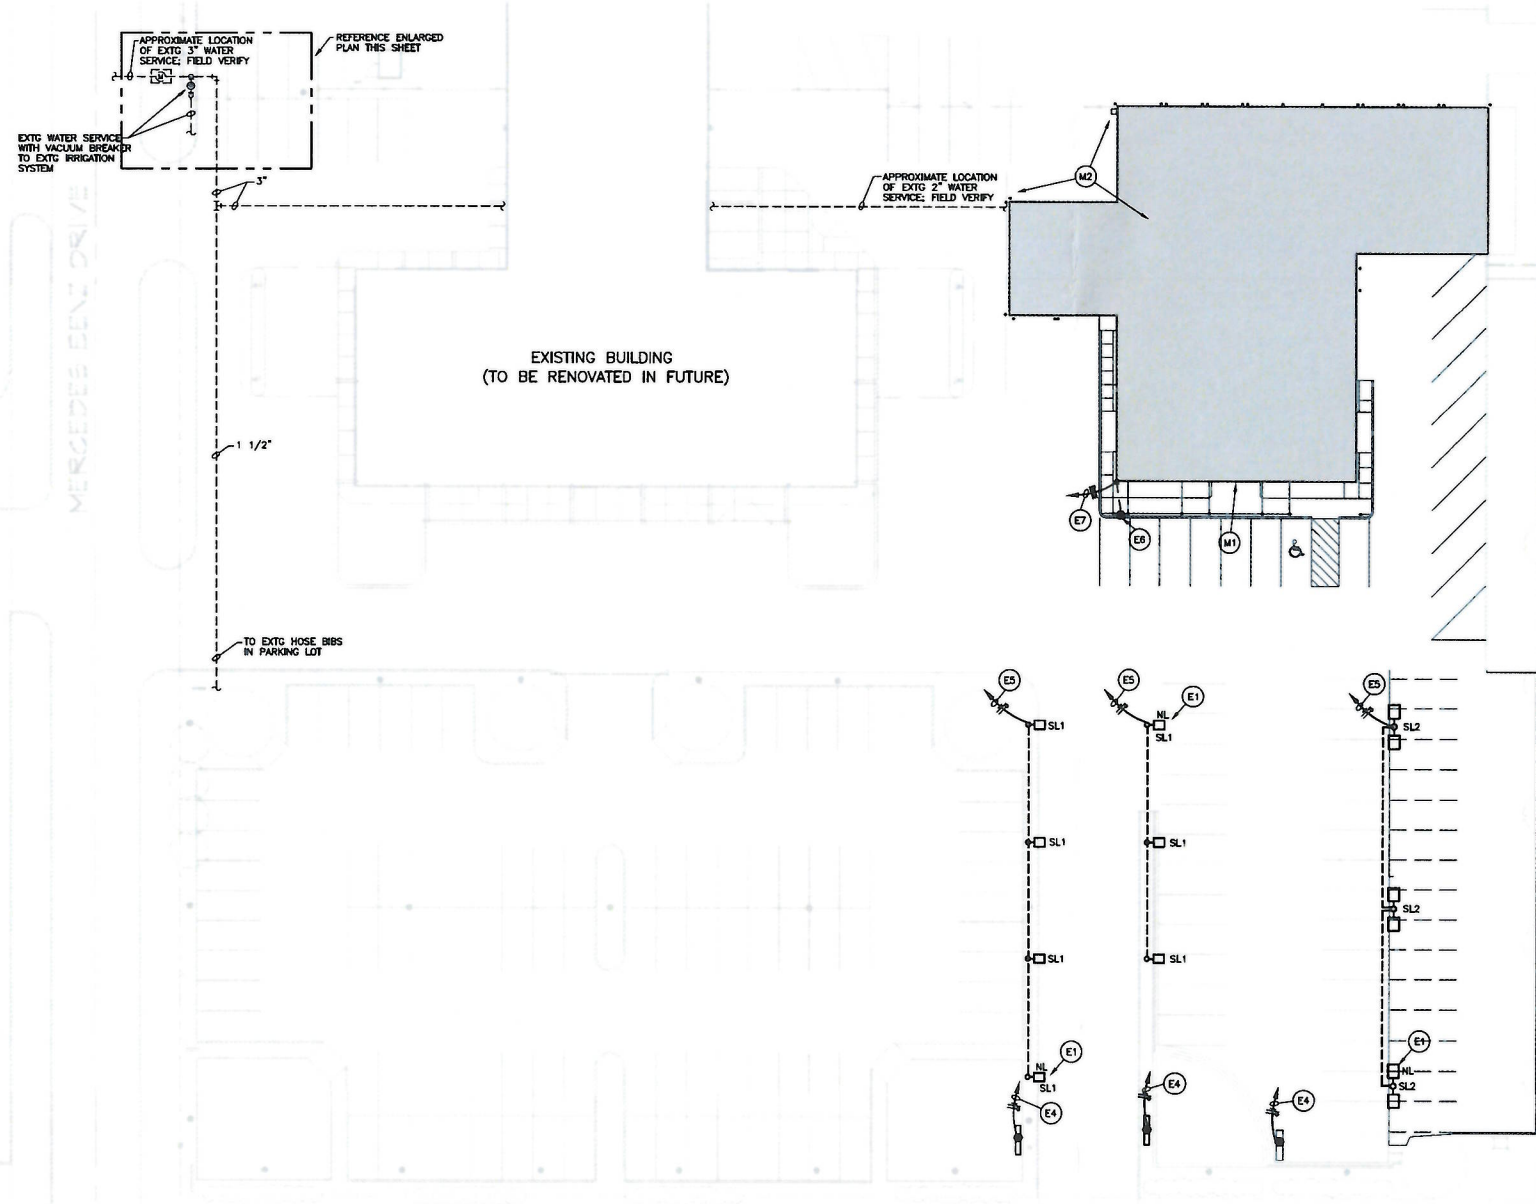 APPROXIMATE LOCATION
OF EXTG 3" WATER
SERVICE; FIELD VERIFY
REFERENCE ENLARGED
PLAN THIS SHEET
M
EXTG WATER SERVICE
WITH VACUUM BREAKER
TO EXTG IRRIGATION
SYSTEM
3"
APPROXIMATE LOCATION
OF EXTG 2" WATER
SERVICE; FIELD VERIFY
M2
MERCEDES BENZ DRIVE
EXISTING BUILDING
(TO BE RENOVATED IN FUTURE)
1 1/2"
E7
E6
M1
TO EXTG HOSE BIBS
IN PARKING LOT
E5
SL1
E5
NL
E1
SL1
E5
SL2
SL1
SL1
SL2
SL1
SL1
E1
NL
SL1
E4
E4
E4
E1
NL
SL2